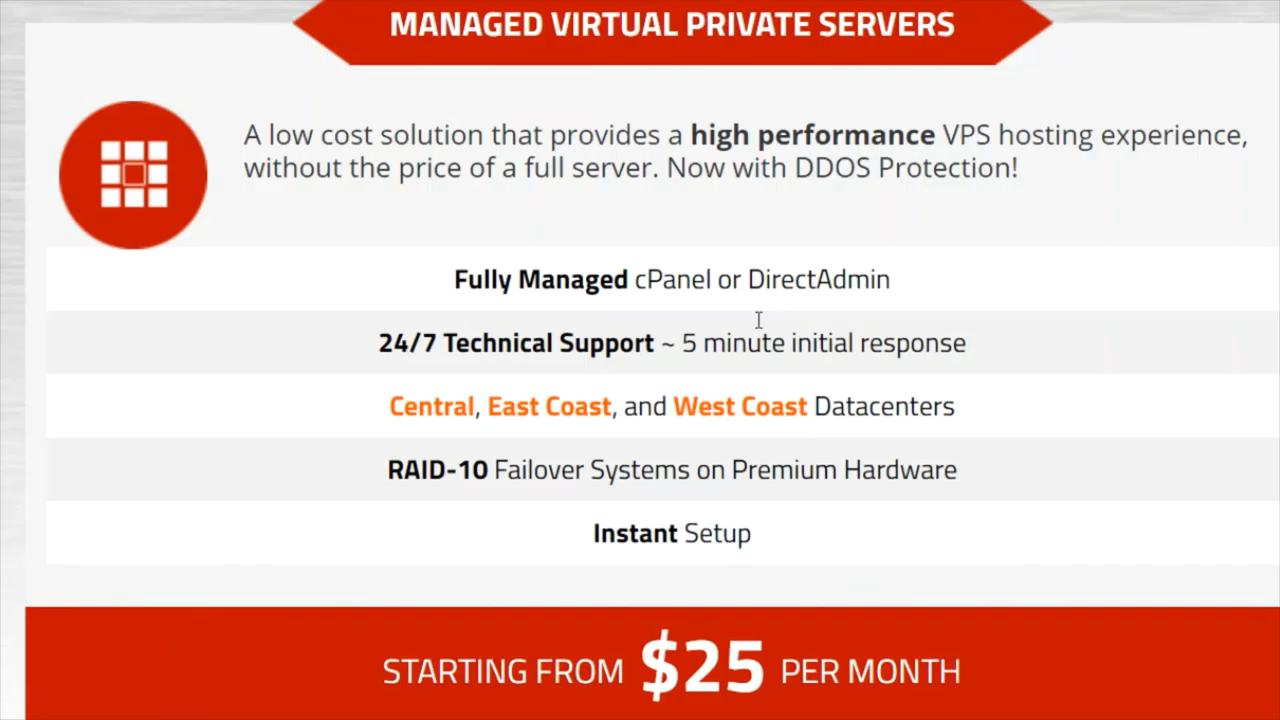 MANAGED VIRTUAL PRIVATE SERVERS
A low cost solution that provides a high performance VPS hosting experience,
without the price of a full server. Now with DDOS Protection!
Fully Managed cPanel or DirectAdmin
24/7 Technical Support ~ 5 minute initial response
Central, East Coast, and West Coast Datacenters
RAID-10 Failover Systems on Premium Hardware
Instant Setup
STARTING FROM $25 PER MONTH